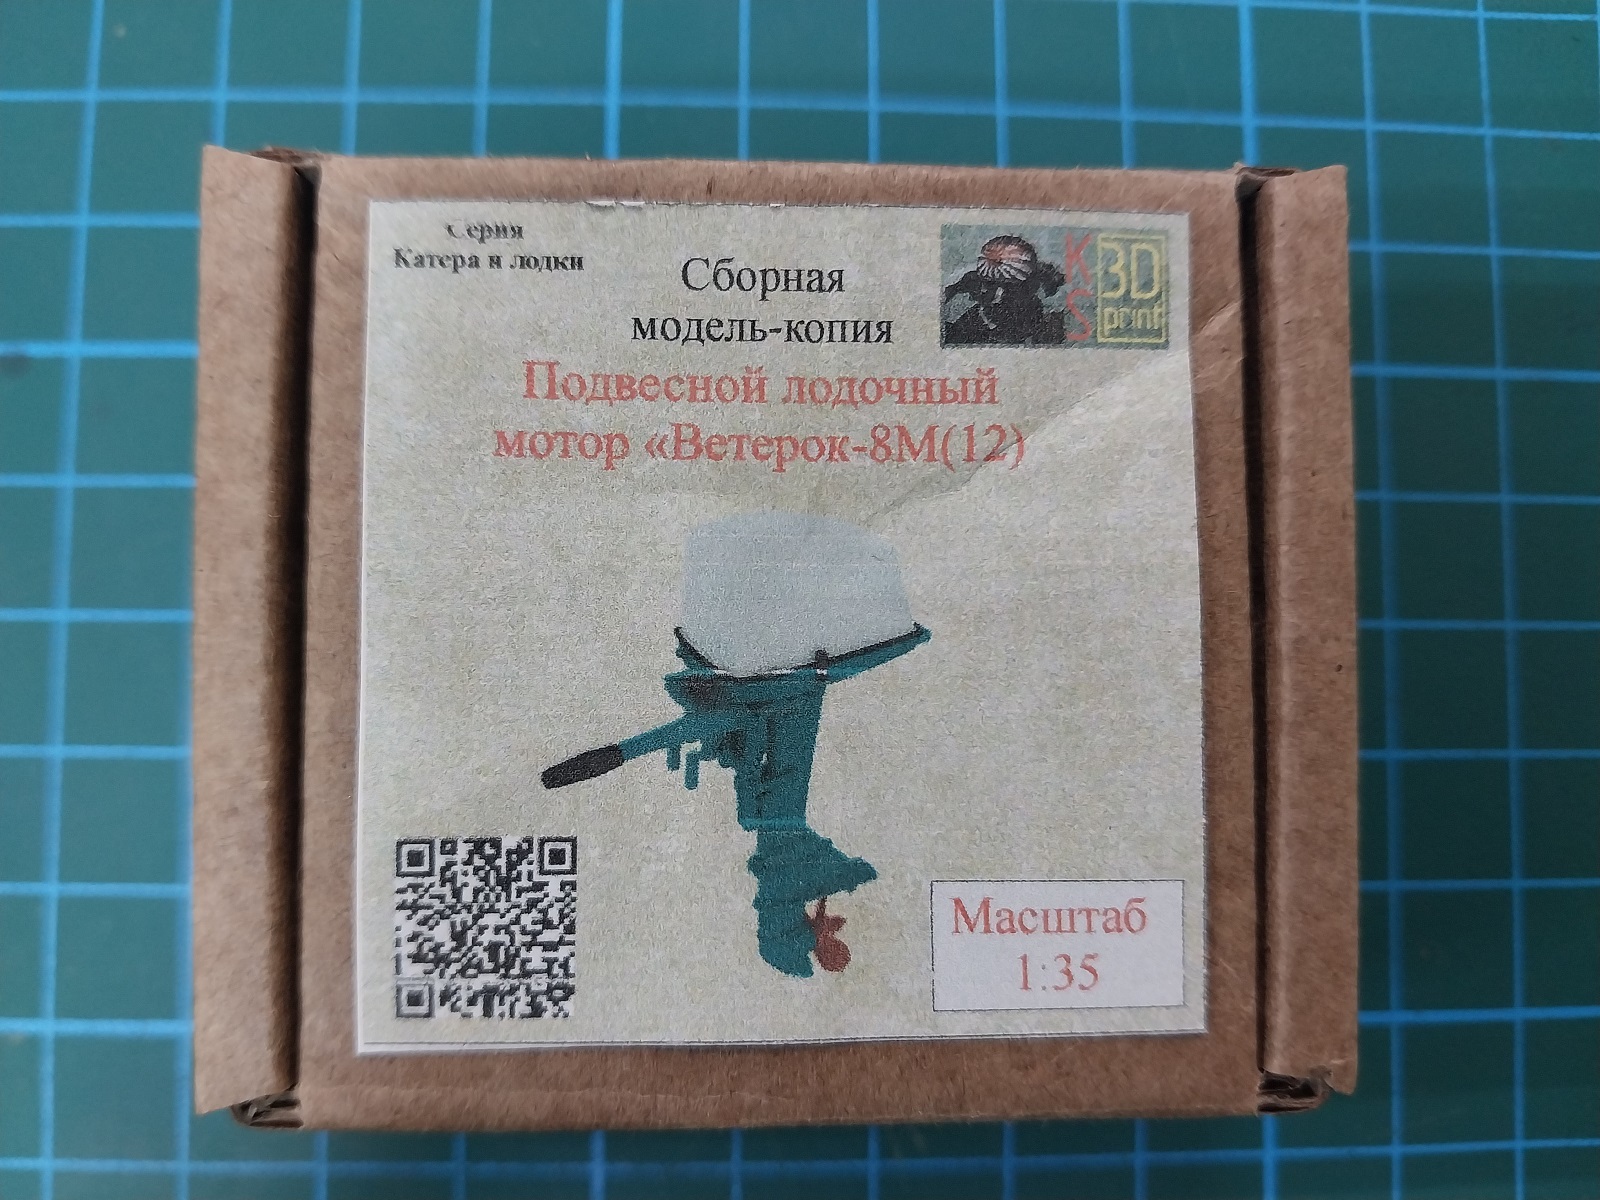 Серия
Катера и лодки
Сборная
модель-копия
KS
3D
print
Подвесной лодочный
мотор «Ветерок-8М(12)
Масштаб
1:35